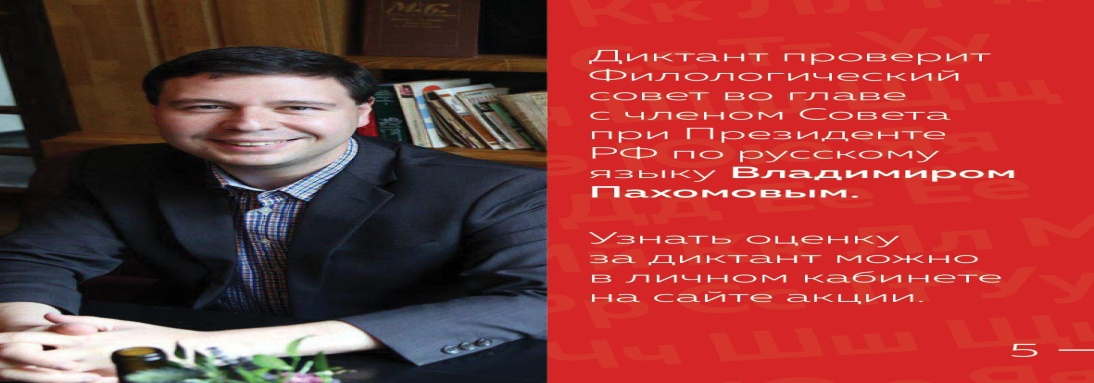 Диктант проверит
Филологический
совет во главе
с членом Совета
при Президенте
РФ по русскому
языку Владимиром
Пахомовым.
Узнать оценку
за диктант можно
в личном кабинете
на сайте акции.
5